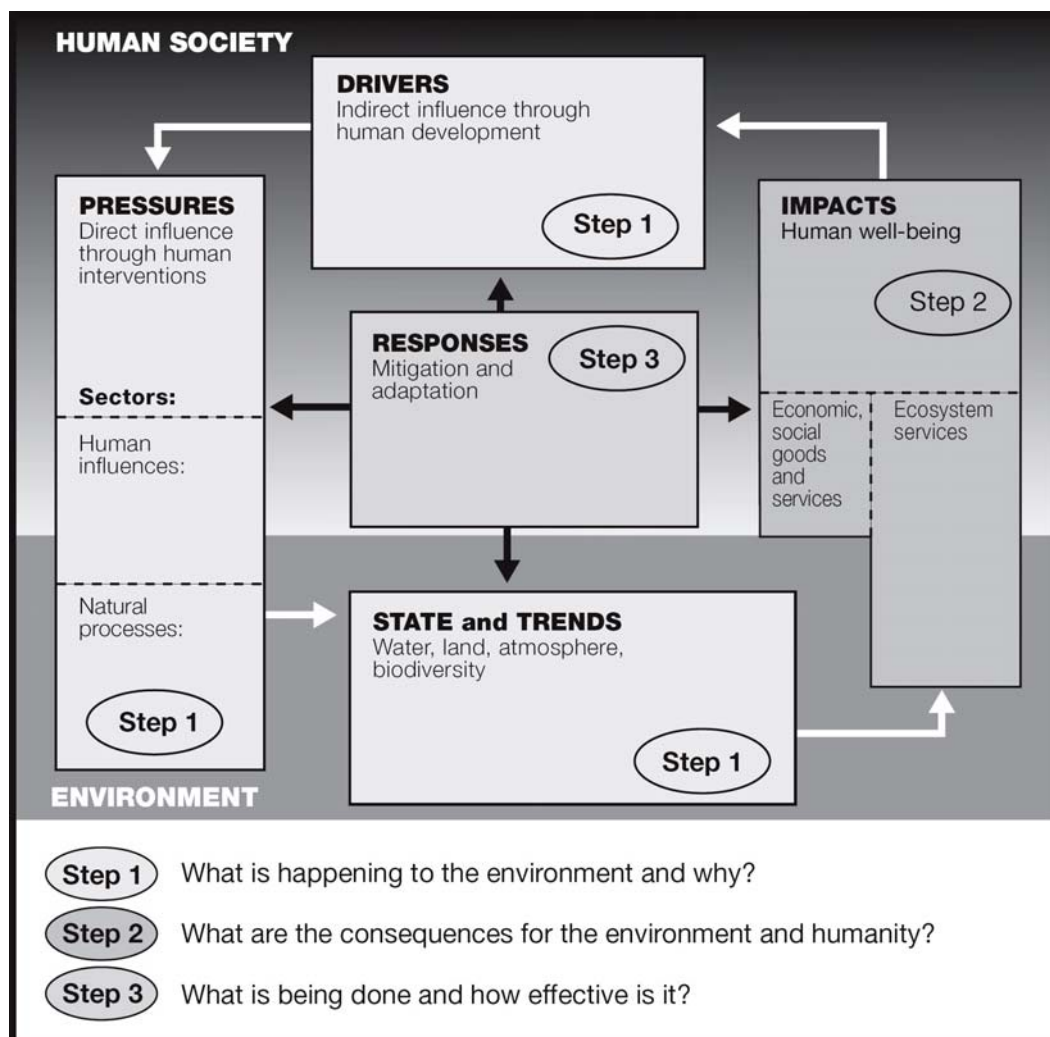 HUMAN SOCIETY
DRIVERS
Indirect influence through
human development
Step 1
PRESSURES
Direct influence
through human
interventions
Sectors:
Human
influences:
Natural
processes:
Step 1
RESPONSES
Mitigation and
adaptation
Step 3
IMPACTS
Human well-being
Step 2
Economic,
social
goods
and
services
Ecosystem
services
STATE and TRENDS
Water, land, atmosphere,
biodiversity
Step 1
ENVIRONMENT
Step 1 What is happening to the environment and why?
Step 2 What are the consequences for the environment and humanity?
Step 3 What is being done and how effective is it?